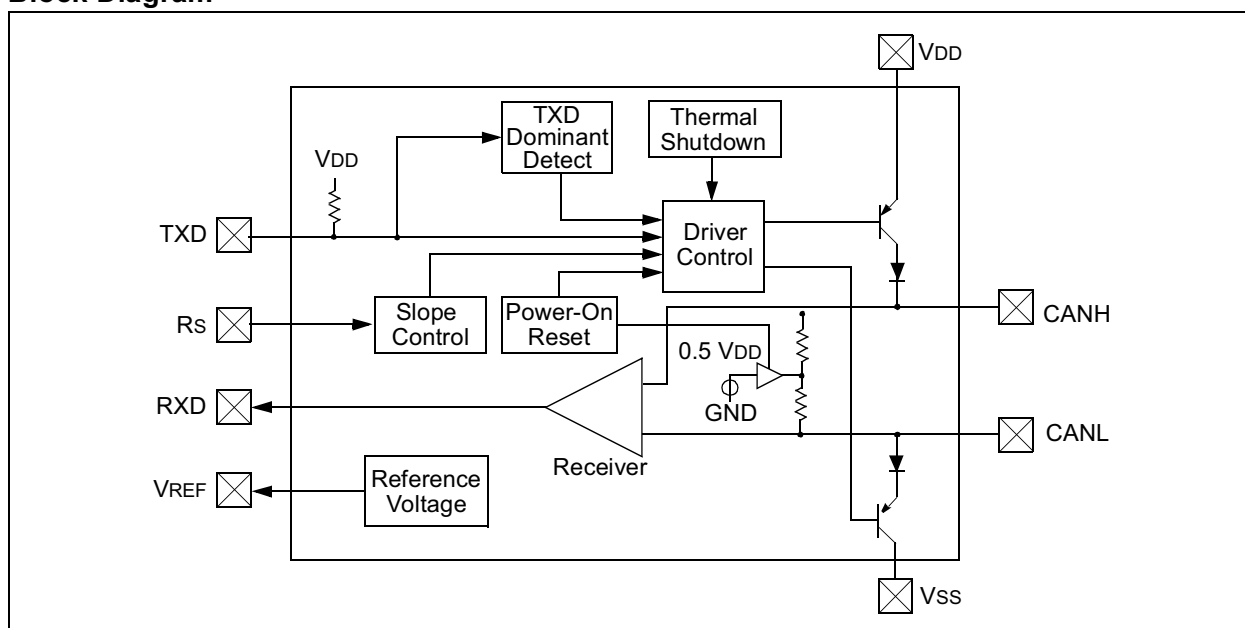 Block Diagram
VDD
TXD
Dominant
Detect
Thermal
Shutdown
VDD
TXD
Driver
Control
RS
Slope
Control
Power-On
Reset
CANH
0.5 VDD
GND
RXD
Receiver
CANL
VREF
Reference
Voltage
VSS